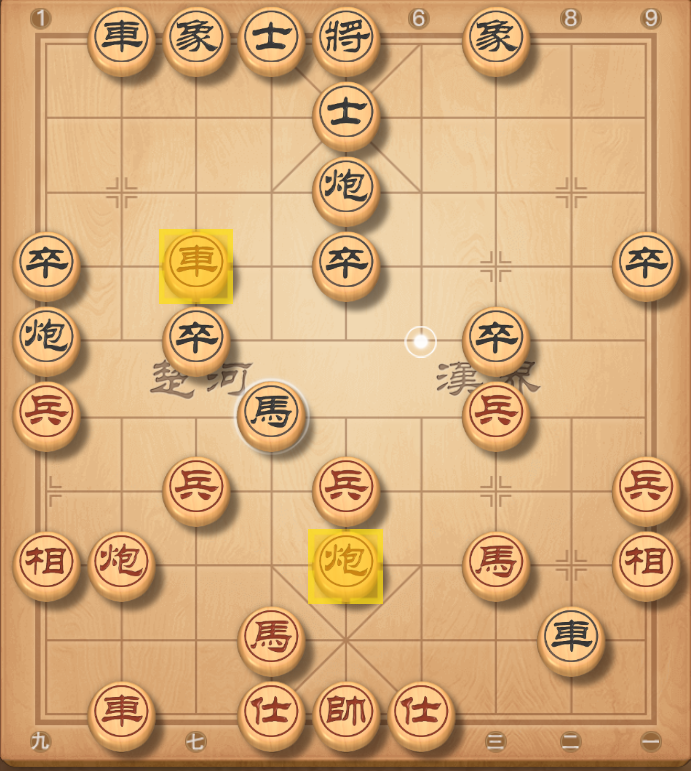 1 6 8 9
車 象 士 將 象
士
炮
卒 車 卒 卒
炮 卒 卒
楚河 漢界
兵 馬 兵
兵 兵 兵
相 炮 炮 馬 相
馬 車
車 仕 帥 仕
九 七 三 二 一